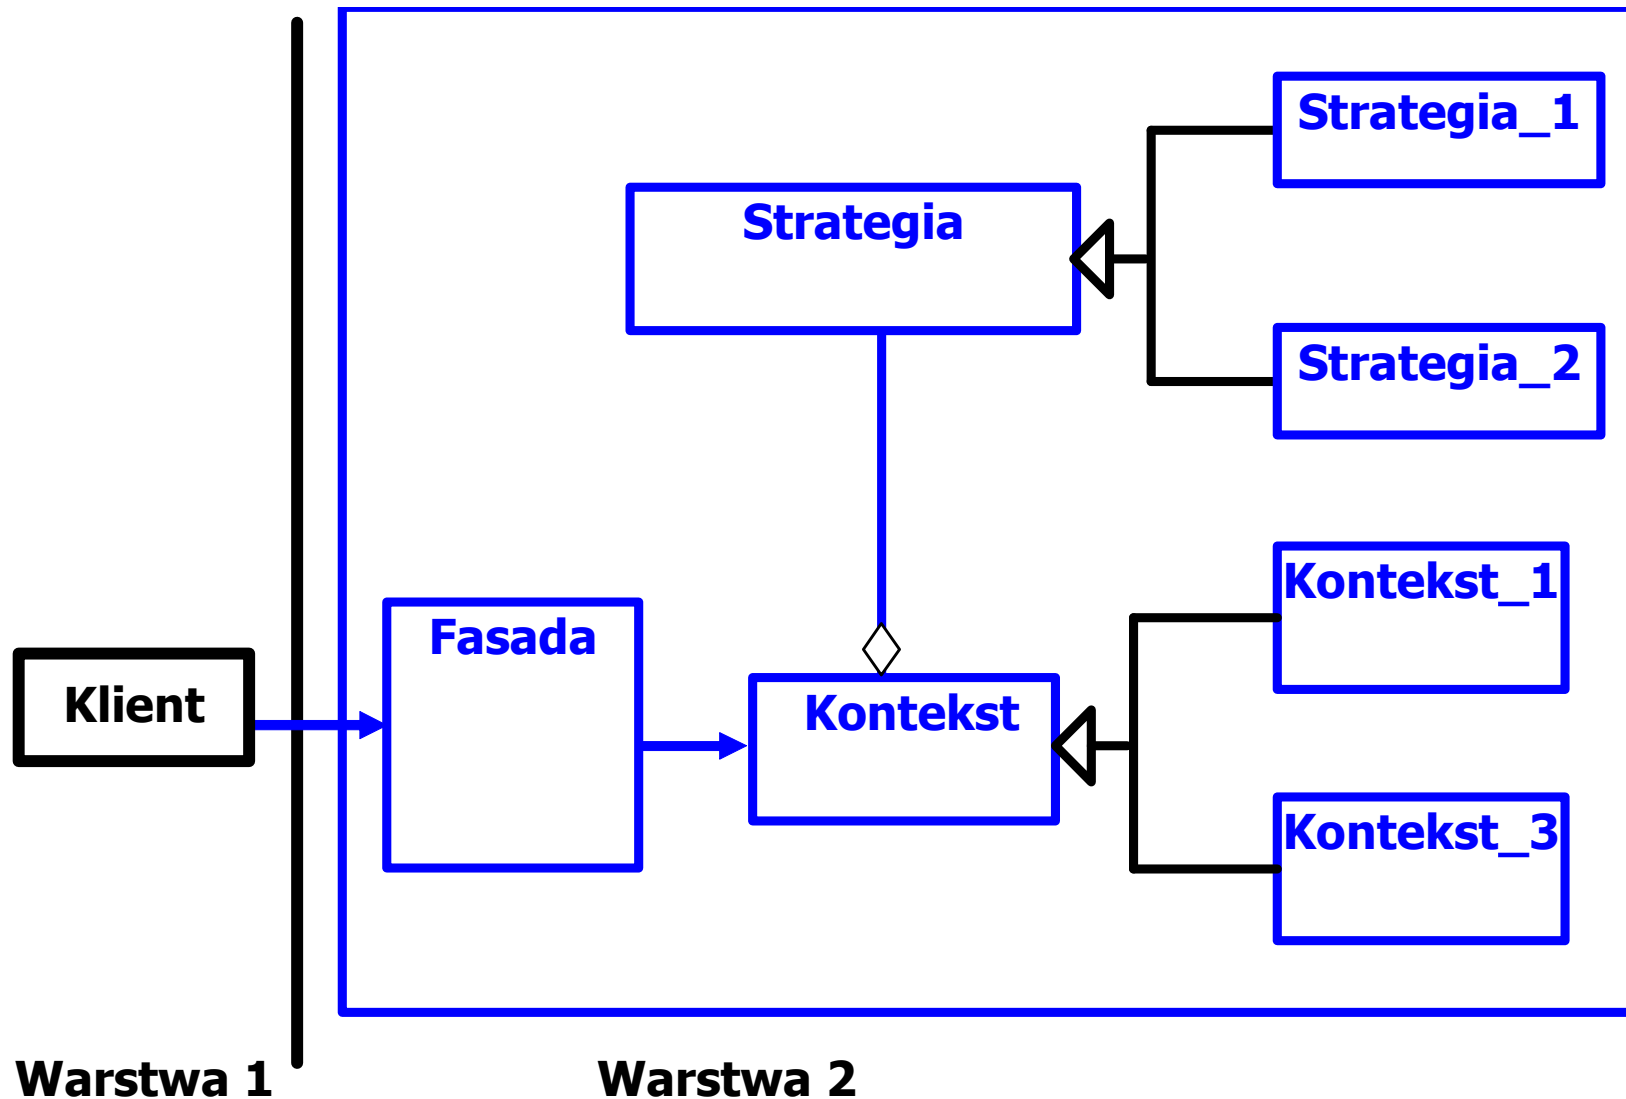 Strategia_1
Strategia
Strategia_2
Kontekst_1
Fasada
Klient
Kontekst
Kontekst_3
Warstwa 1
Warstwa 2